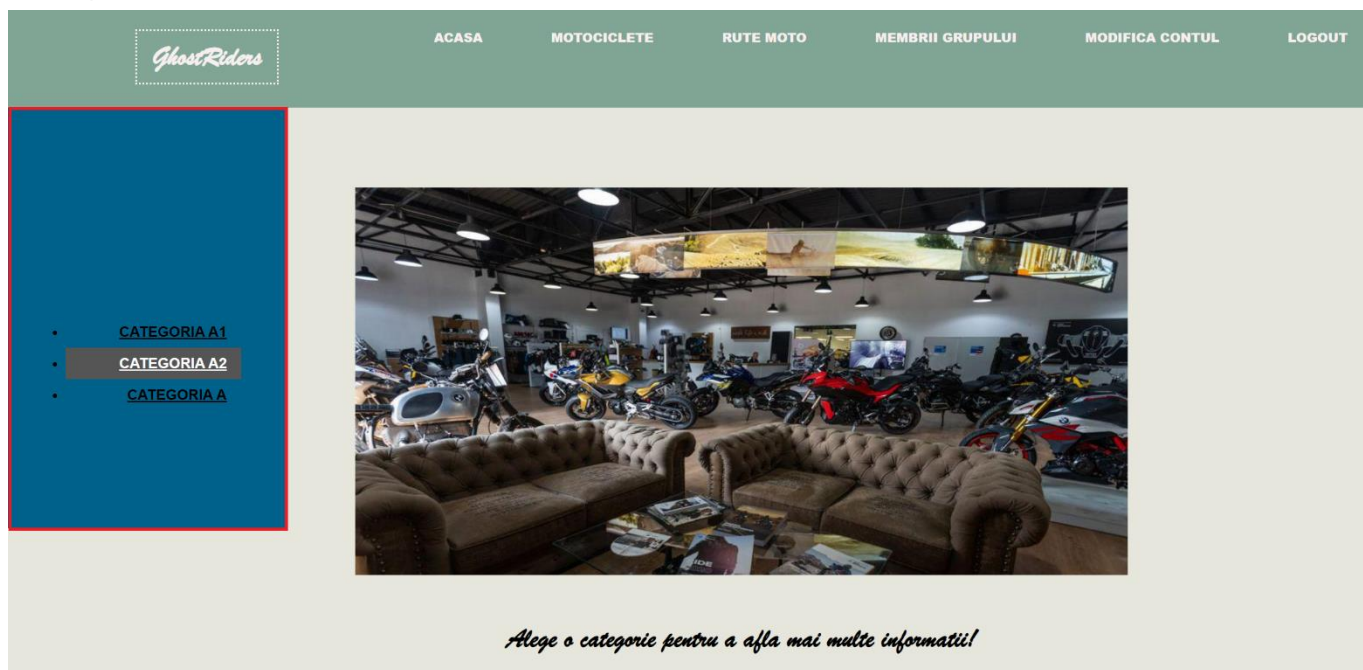 GhostRiders
ACASA MOTOCICLETE RUTE MOTO MEMBRII GRUPULUI MODIFICA CONTUL LOGOUT
CATEGORIA A1
CATEGORIA A2
CATEGORIA A
RIDE
Alege o categorie pentru a afla mai multe informatii!